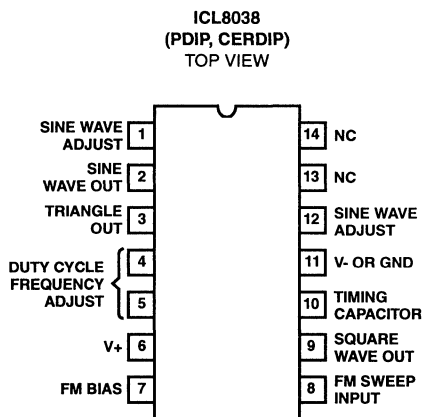 ICL8038
(PDIP, CERDIP)
TOP VIEW
SINE WAVE
ADJUST
1
SINE
WAVE OUT
2
TRIANGLE
OUT
3
DUTY CYCLE
FREQUENCY
ADJUST
4
5
V+
6
FM BIAS
7
14
NC
13
NC
12
SINE WAVE
ADJUST
11
V- OR GND
10
TIMING
CAPACITOR
9
SQUARE
WAVE OUT
8
FM SWEEP
INPUT